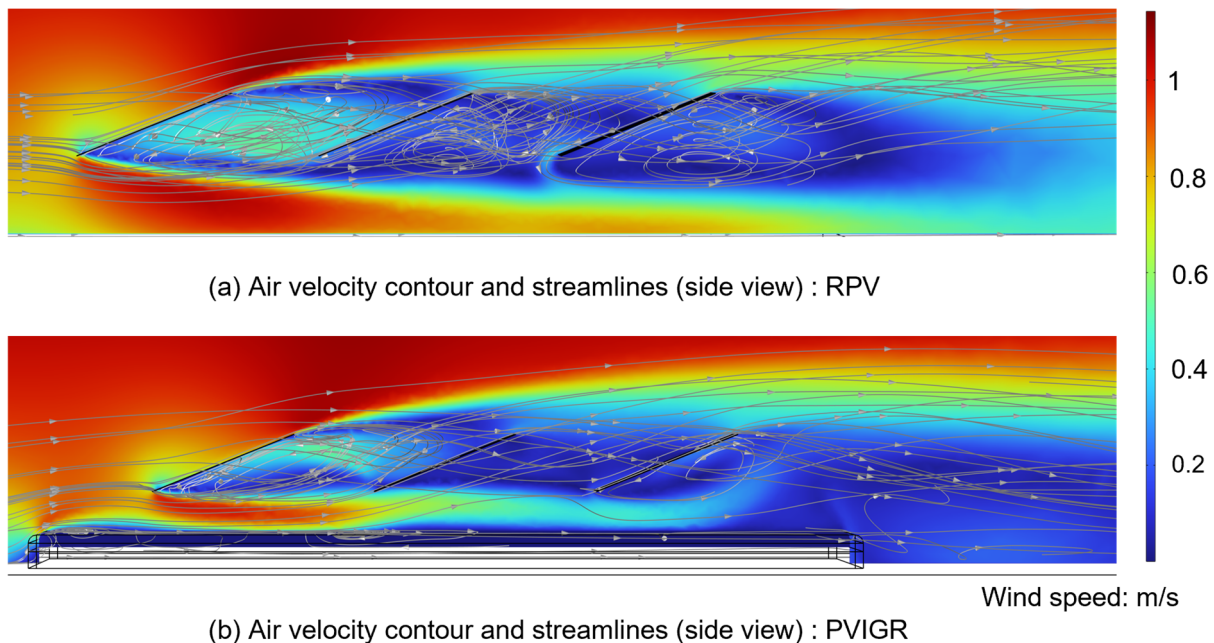 1
0.8
0.6
0.4
0.2
(a) Air velocity contour and streamlines (side view) : RPV
Wind speed: m/s
(b) Air velocity contour and streamlines (side view) : PVIGR